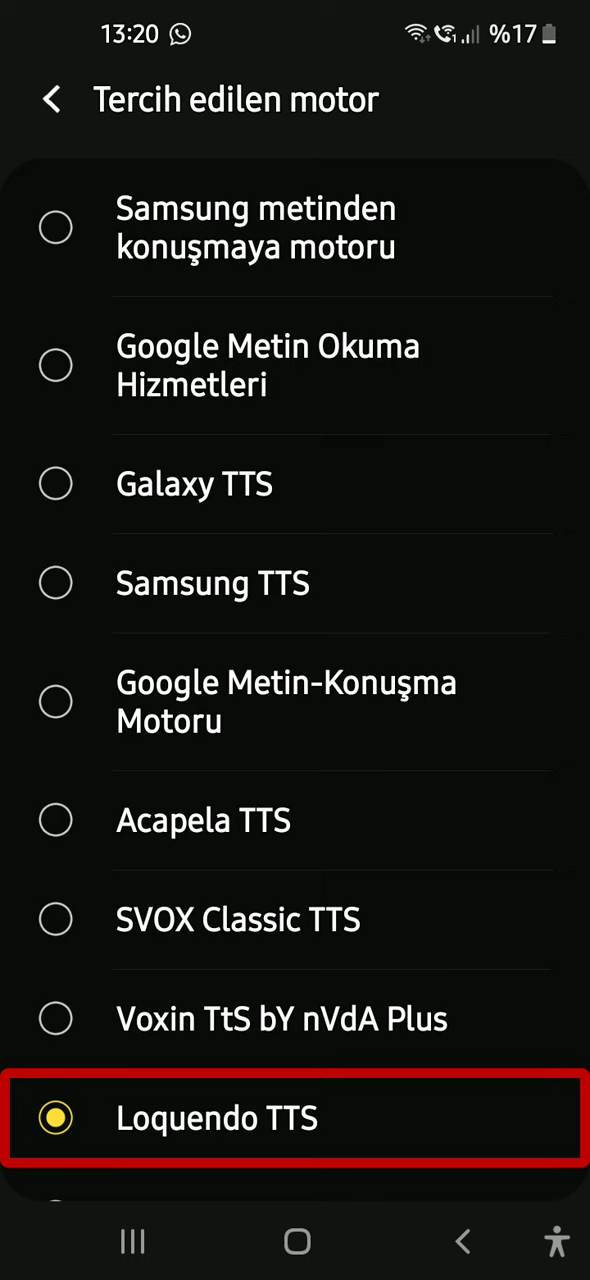 13:20 %17
Tercih edilen motor
Samsung metinden
konuşmaya motoru
Google Metin Okuma
Hizmetleri
Galaxy TTS
Samsung TTS
Google Metin-Konuşma
Motoru
Acapela TTS
SVOX Classic TTS
Voxin TtS bY nVdA Plus
Loquendo TTS